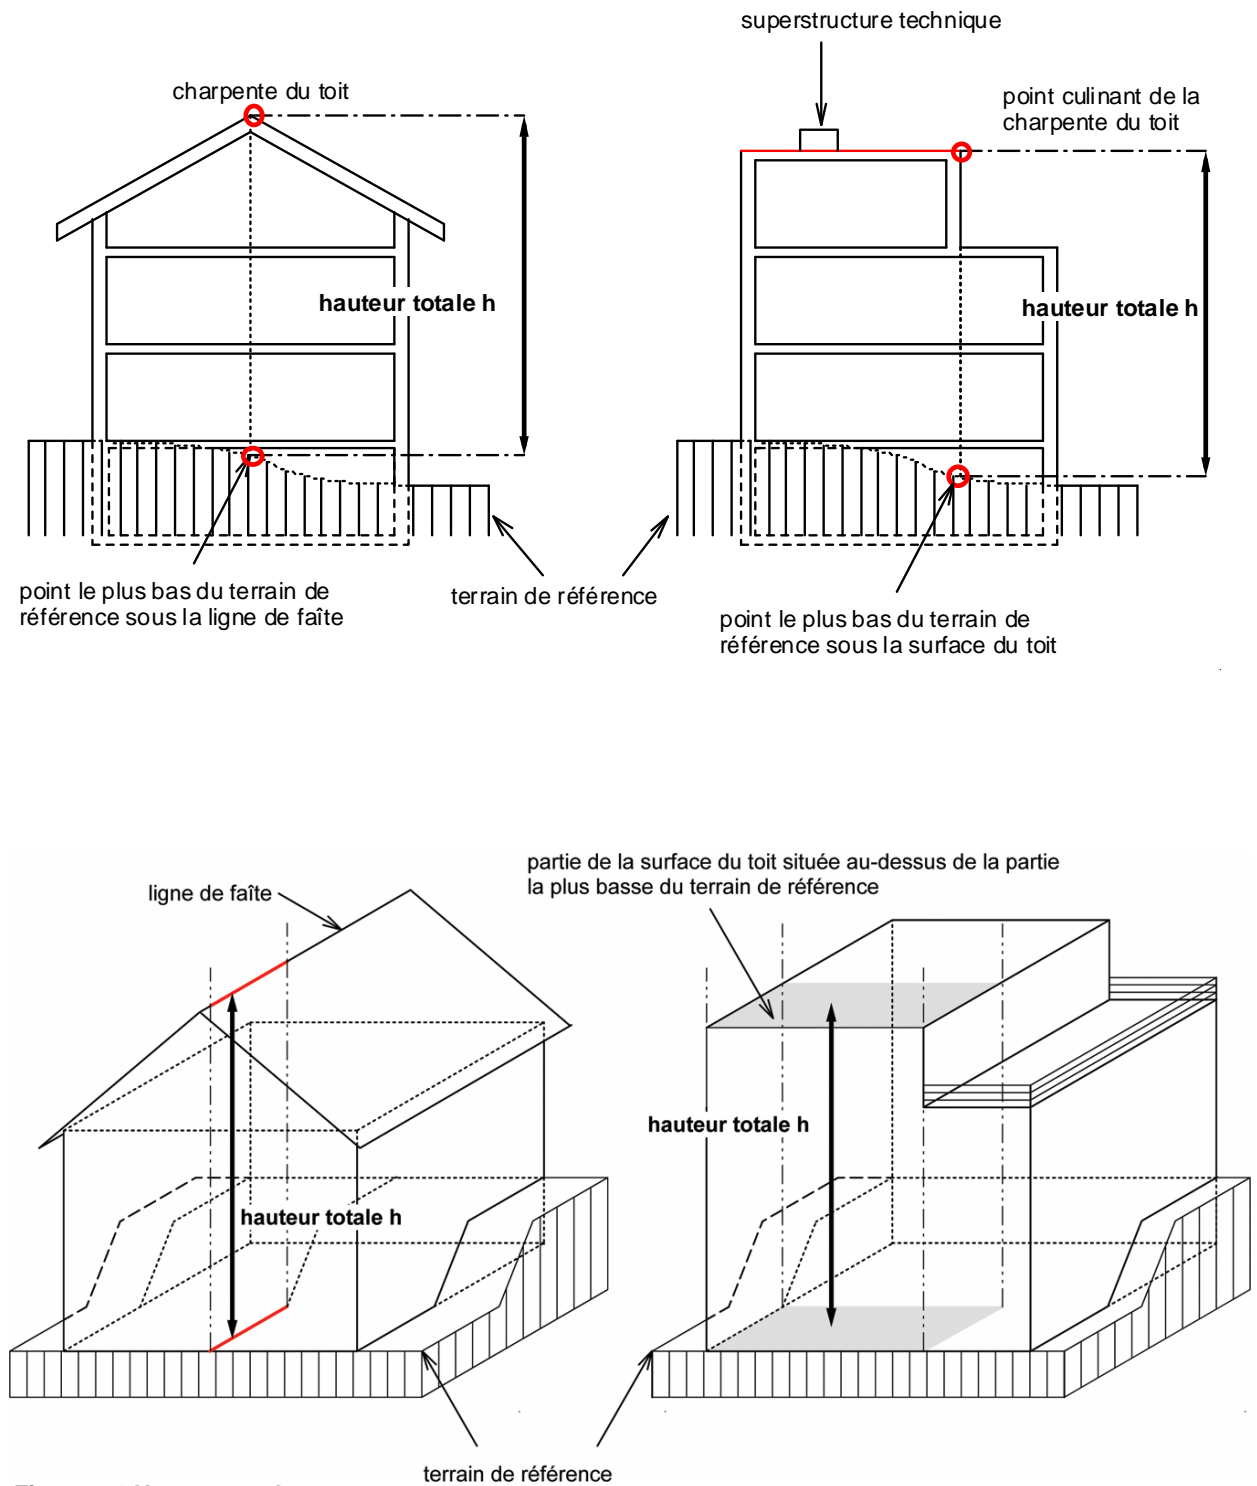 superstructure technique
charpente du toit
point culinant de la
charpente du toit
hauteur totale h
hauteur totale h
point le plus bas du terrain de
référence sous la ligne de faîte
terrain de référence
point le plus bas du terrain de
référence sous la surface du toit
partie de la surface du toit située au-dessus de la partie
la plus basse du terrain de référence
ligne de faîte
hauteur totale h
hauteur totale h
terrain de référence